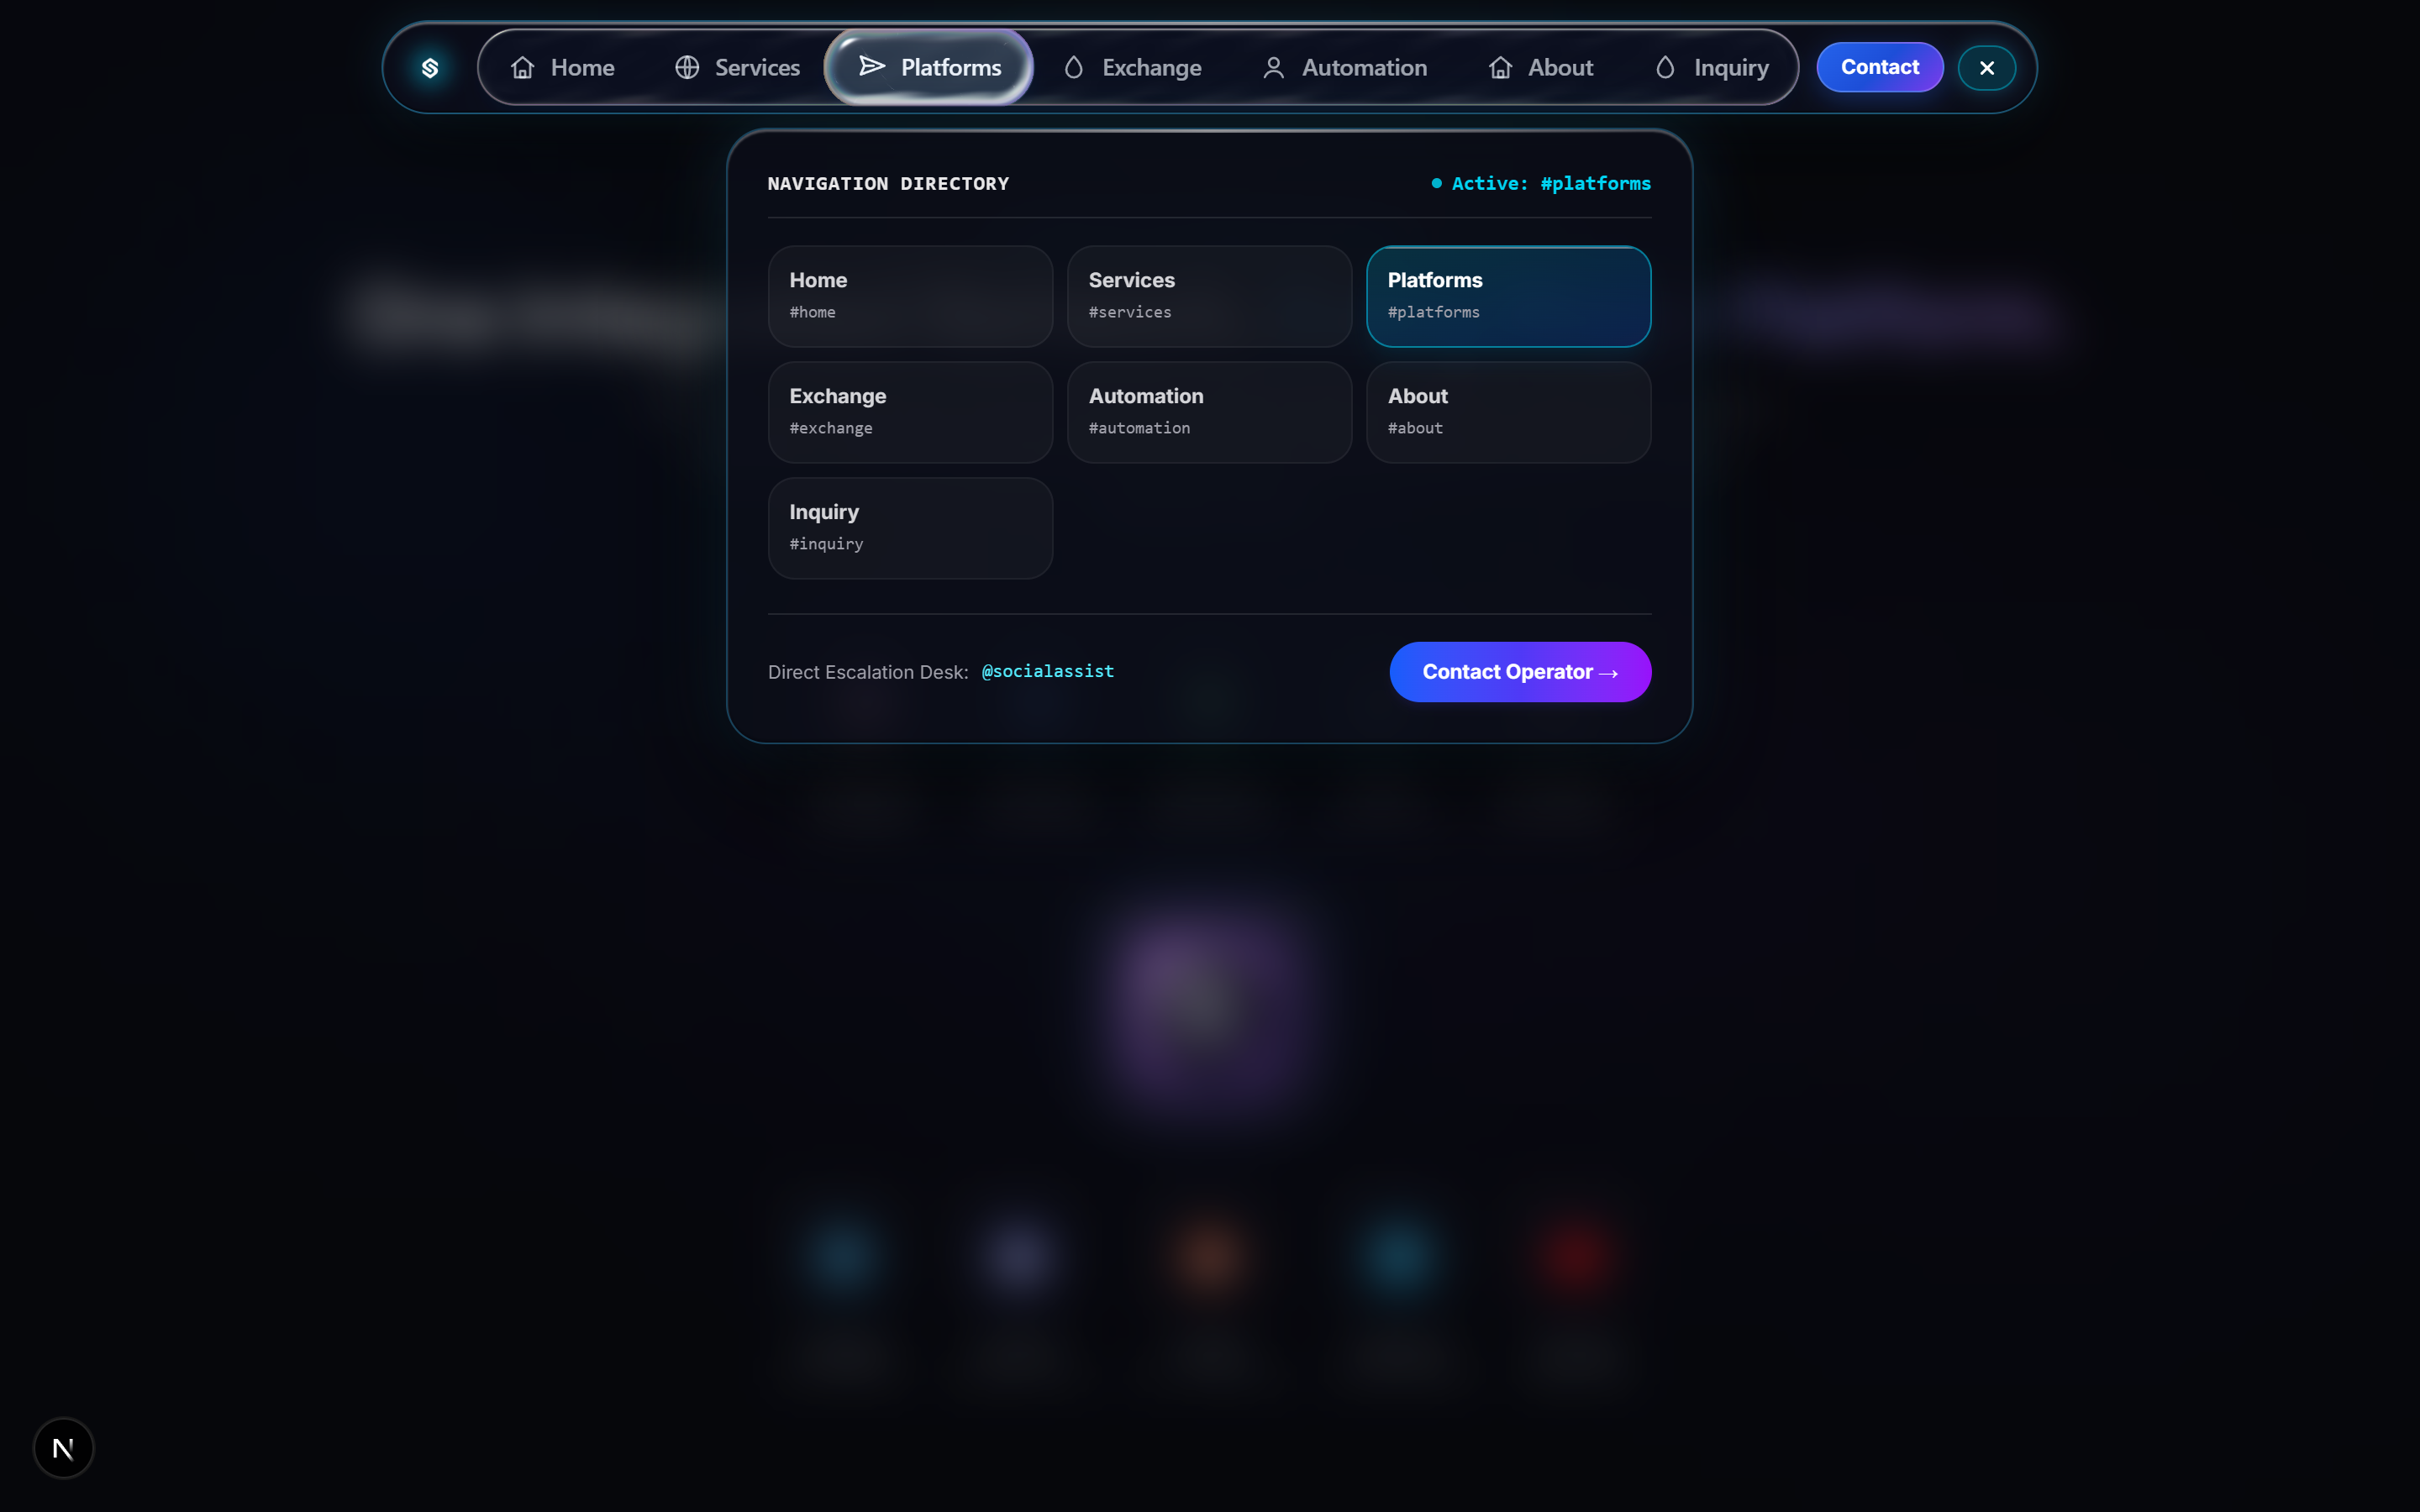 Home
Services
Platforms
Exchange
Automation
About
Inquiry
Contact
NAVIGATION DIRECTORY
Active: #platforms
Home
#home
Services
#services
Platforms
#platforms
Exchange
#exchange
Automation
#automation
About
#about
Inquiry
#inquiry
Direct Escalation Desk: @socialassist
Contact Operator →
N